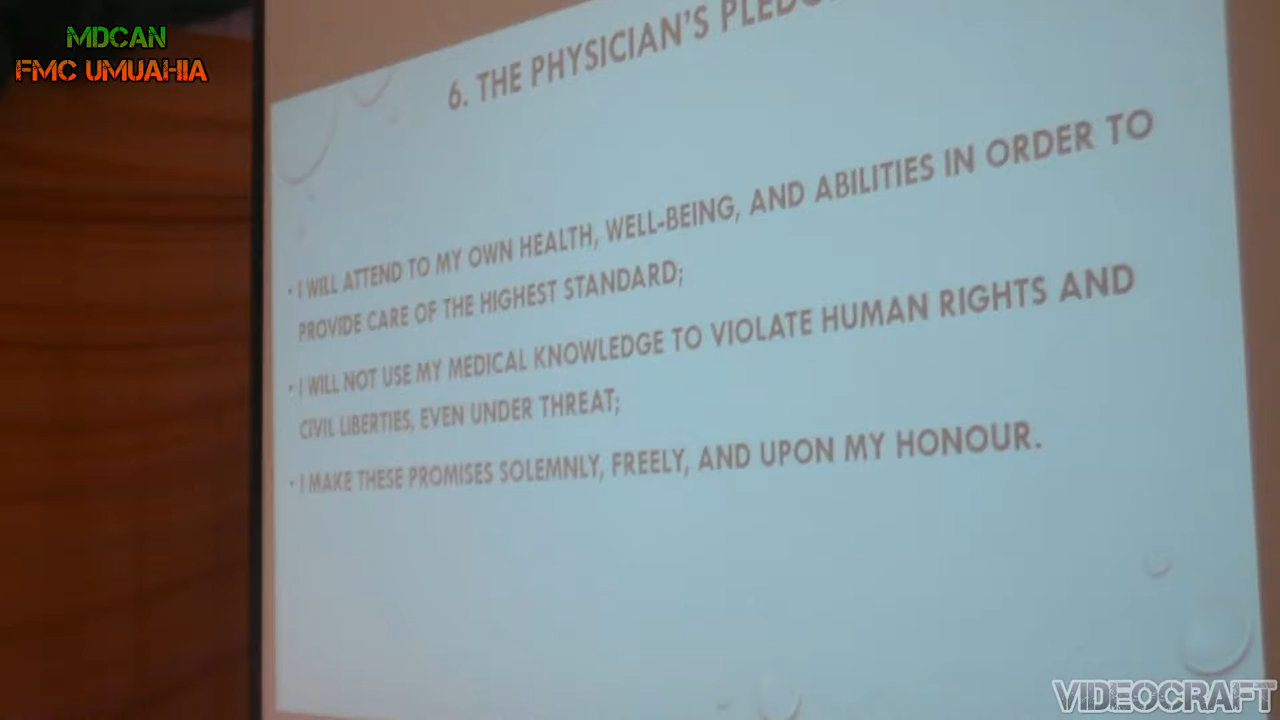 MDCAN
FMC UMUAHIA
6. THE PHYSICIAN'S
• I WILL ATTEND TO MY OWN HEALTH, WELL-BEING, AND ABILITIES IN ORDER TO
PROVIDE CARE OF THE HIGHEST STANDARD;
• I WILL NOT USE MY MEDICAL KNOWLEDGE TO VIOLATE HUMAN RIGHTS AND
CIVIL LIBERTIES, EVEN UNDER THREAT;
• I MAKE THESE PROMISES SOLEMNLY, FREELY, AND UPON MY HONOUR.
VIDEOCRAFT